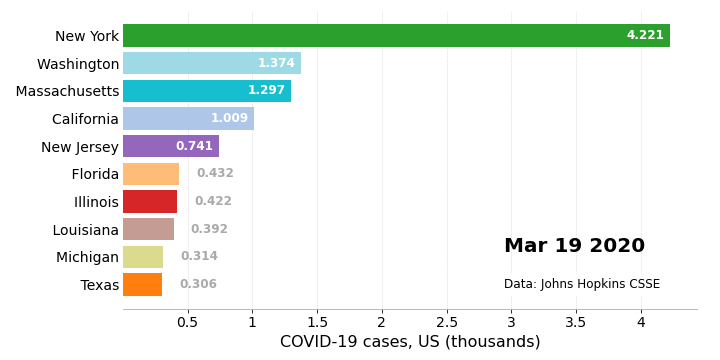 New York 4.221
Washington 1.374
Massachusetts 1.297
California 1.009
New Jersey 0.741
Florida 0.432
Illinois 0.422
Louisiana 0.392
Michigan 0.314
Texas 0.306
Mar 19 2020
Data: Johns Hopkins CSSE
0.5 1 1.5 2 2.5 3 3.5 4
COVID-19 cases, US (thousands)